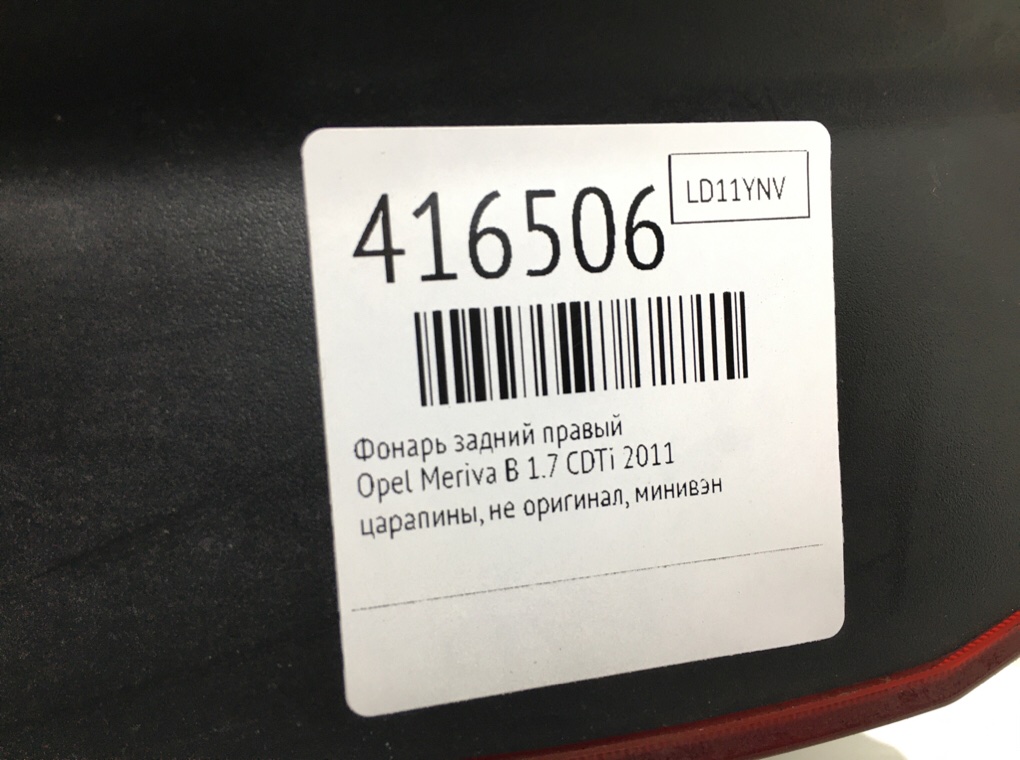 416506
LD11YNV
Фонарь задний правый
Opel Meriva B 1.7 CDTi 2011
царапины, не оригинал, минивэн